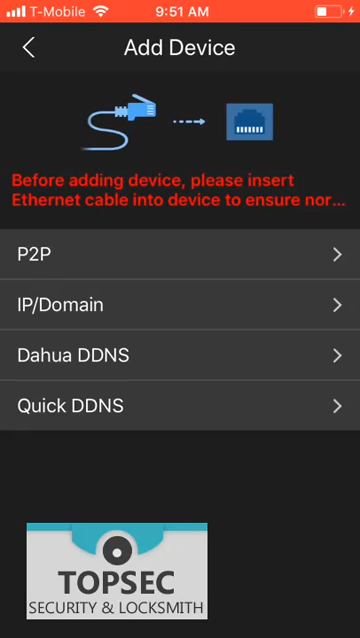 T-Mobile 9:51 AM
Add Device
Before adding device, please insert
Ethernet cable into device to ensure nor...
P2P
IP/Domain
Dahua DDNS
Quick DDNS
TOPSEC
SECURITY & LOCKSMITH